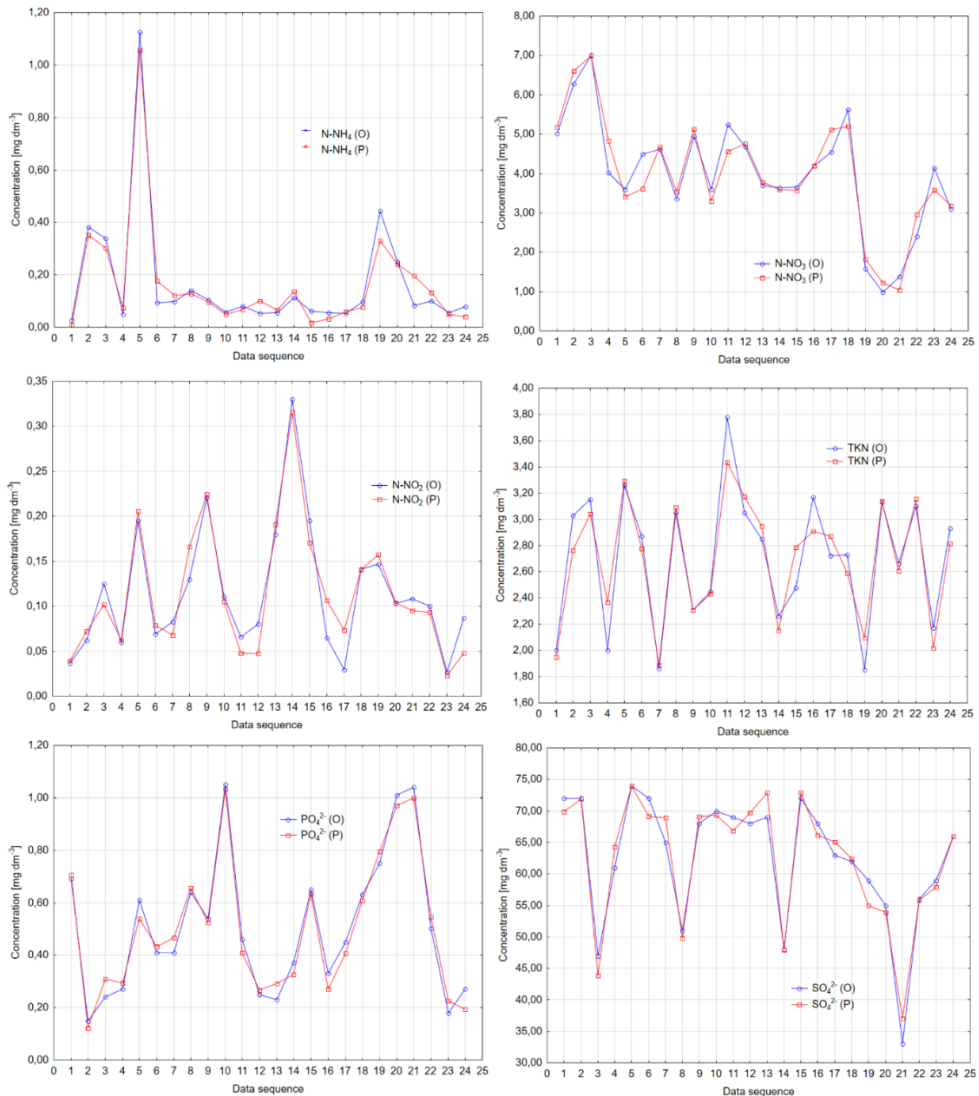 1,20
1,00
0,80
0,60
0,40
0,20
0,00
Concentration [mg dm-3]
N-NH4 (O)
N-NH4 (P)
0 1 2 3 4 5 6 7 8 9 10 11 12 13 14 15 16 17 18 19 20 21 22 23 24 25
Data sequence
8,00
7,00
6,00
5,00
4,00
3,00
2,00
1,00
0,00
Concentration [mg dm-3]
N-NO3 (O)
N-NO3 (P)
0 1 2 3 4 5 6 7 8 9 10 11 12 13 14 15 16 17 18 19 20 21 22 23 24 25
Data sequence
0,35
0,30
0,25
0,20
0,15
0,10
0,05
0,00
Concentration [mg dm-3]
N-NO2 (O)
N-NO2 (P)
0 1 2 3 4 5 6 7 8 9 10 11 12 13 14 15 16 17 18 19 20 21 22 23 24 25
Data sequence
4,00
3,80
3,60
3,40
3,20
3,00
2,80
2,60
2,40
2,20
2,00
1,80
1,60
Concentration [mg dm-3]
TKN (O)
TKN (P)
0 1 2 3 4 5 6 7 8 9 10 11 12 13 14 15 16 17 18 19 20 21 22 23 24 25
Data sequence
1,20
1,00
0,80
0,60
0,40
0,20
0,00
Concentration [mg dm-3]
PO42- (O)
PO42- (P)
0 1 2 3 4 5 6 7 8 9 10 11 12 13 14 15 16 17 18 19 20 21 22 23 24 25
Data sequence
80,00
75,00
70,00
65,00
60,00
55,00
50,00
45,00
40,00
35,00
30,00
Concentration [mg dm-3]
SO42- (O)
SO42- (P)
0 1 2 3 4 5 6 7 8 9 10 11 12 13 14 15 16 17 18 19 20 21 22 23 24 25
Data sequence